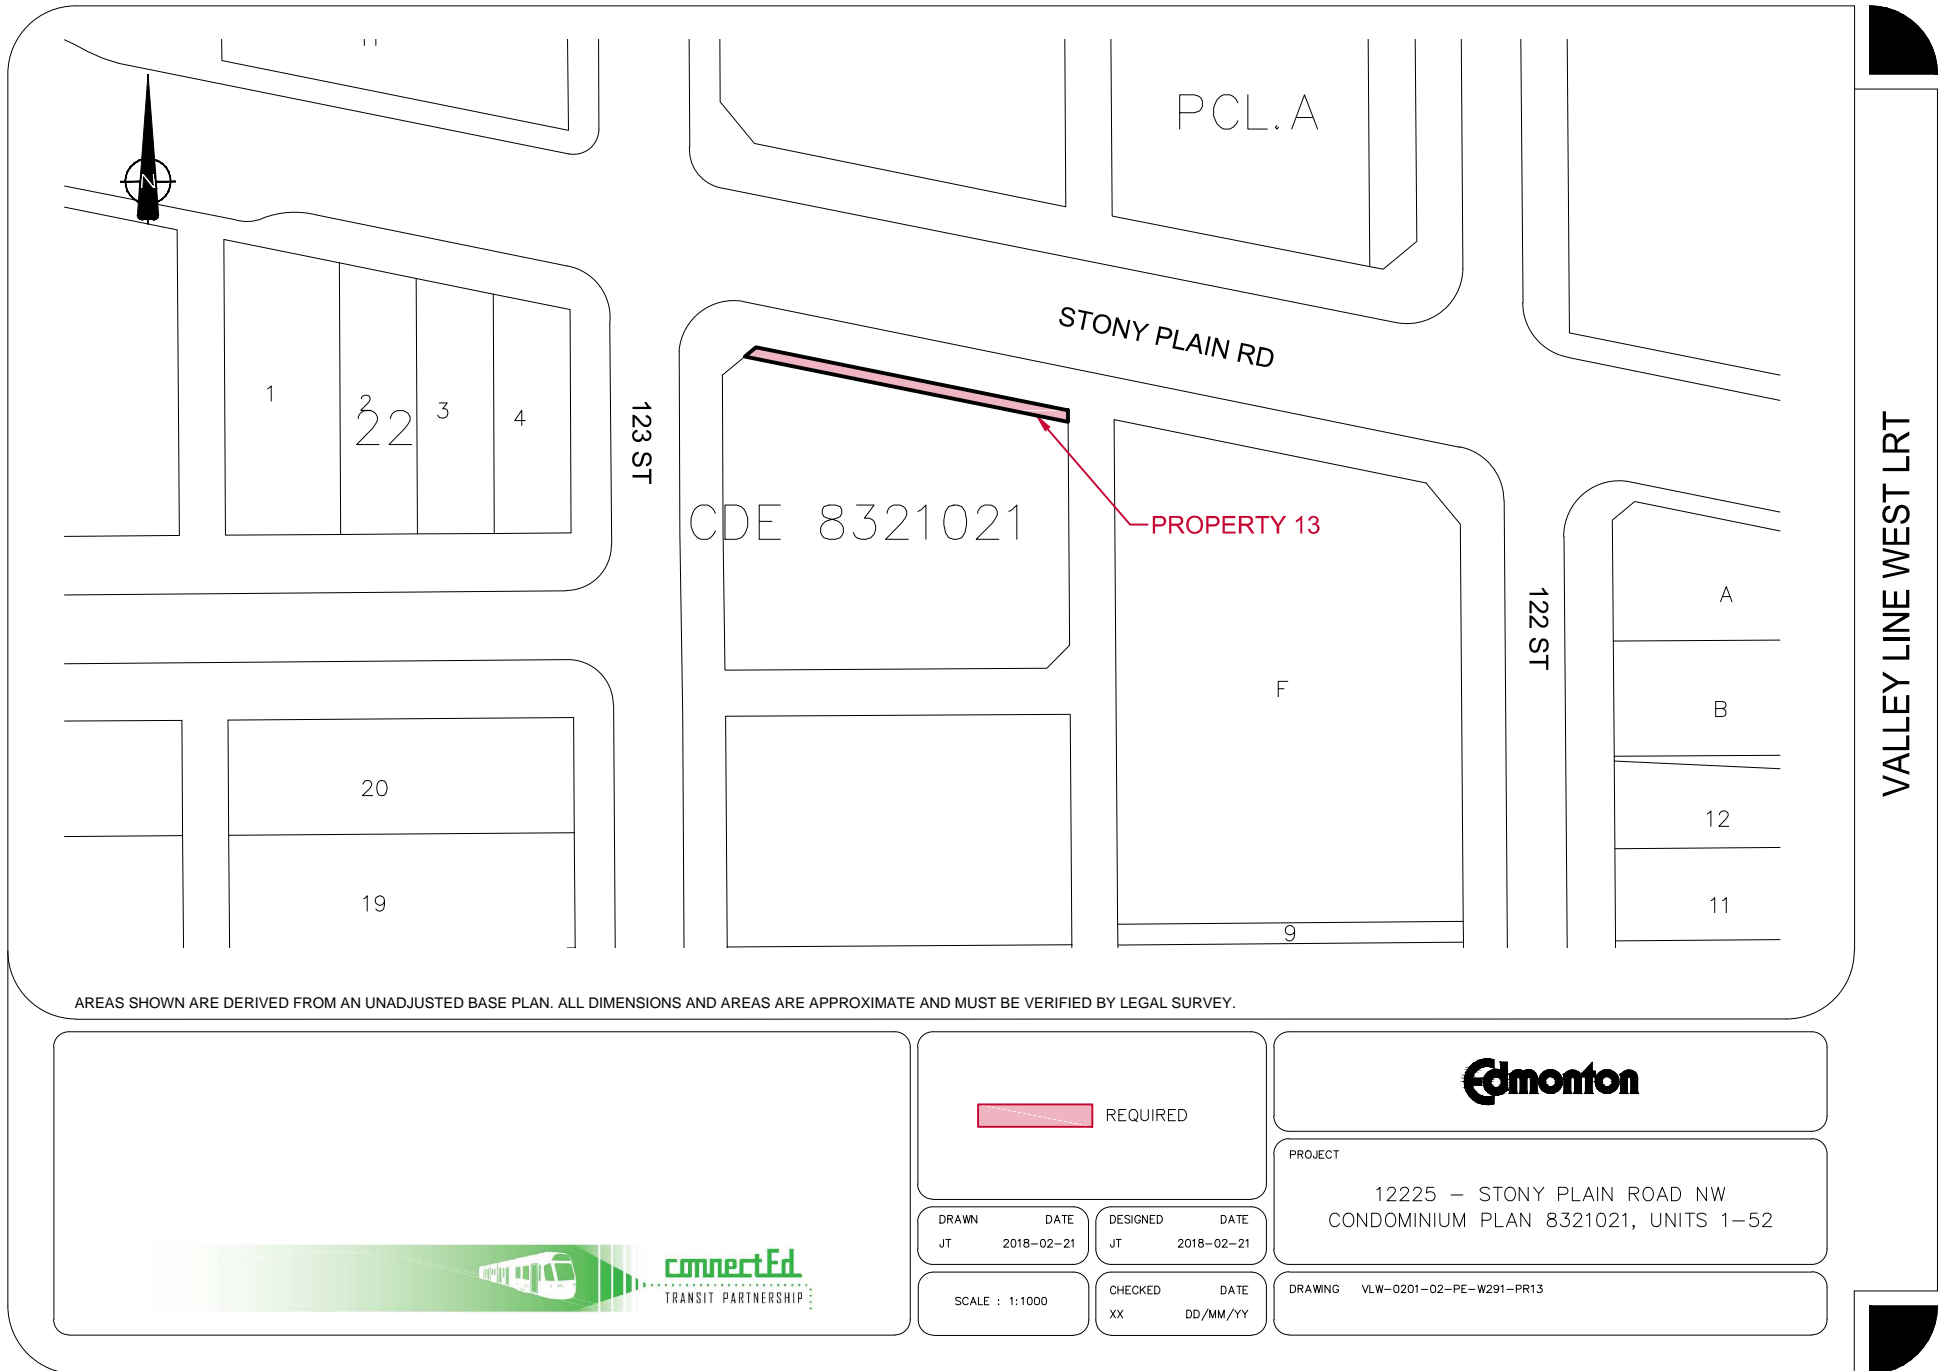 PCL. A
N
STONY PLAIN RD
1
2
3
4
22
123 ST
CDE 8321021
PROPERTY 13
122 ST
A
B
F
20
12
19
11
9
VALLEY LINE WEST LRT
AREAS SHOWN ARE DERIVED FROM AN UNADJUSTED BASE PLAN. ALL DIMENSIONS AND AREAS ARE APPROXIMATE AND MUST BE VERIFIED BY LEGAL SURVEY.
connectEd
TRANSIT PARTNERSHIP
REQUIRED
DRAWN DATE
JT 2018-02-21
DESIGNED DATE
JT 2018-02-21
SCALE : 1:1000
CHECKED DATE
XX DD/MM/YY
Edmonton
PROJECT
12225 - STONY PLAIN ROAD NW
CONDOMINIUM PLAN 8321021, UNITS 1-52
DRAWING VLW-0201-02-PE-W291-PR13